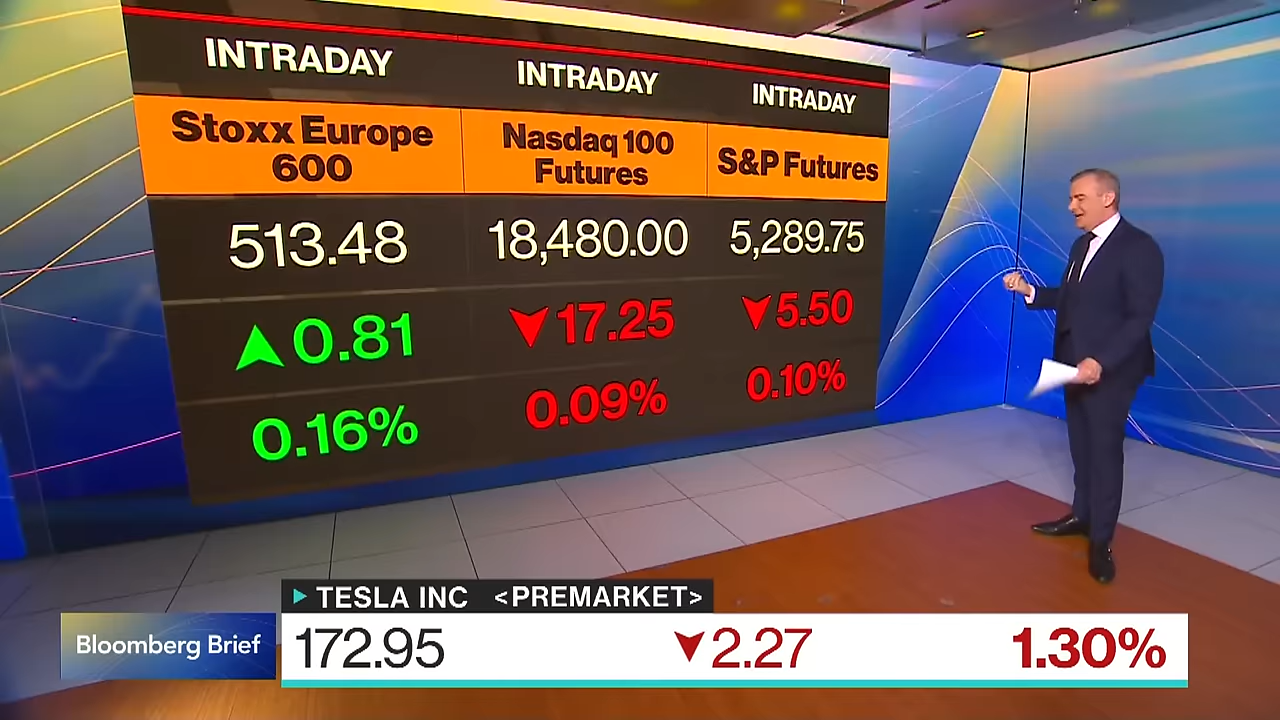 INTRADAY
Stoxx Europe
600
513.48
▲0.81
0.16%
INTRADAY
Nasdaq 100
Futures
18,480.00
▼17.25
0.09%
INTRADAY
S&P Futures
5,289.75
▼5.50
0.10%
TESLA INC <PREMARKET>
Bloomberg Brief
172.95 ▼2.27 1.30%